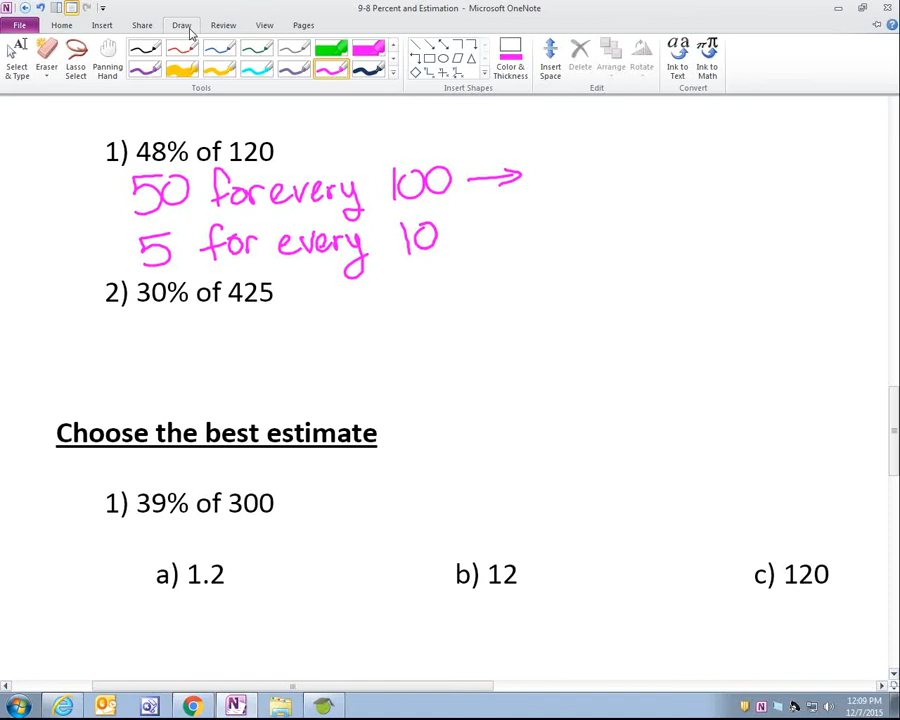 9-8 Percent and Estimation - Microsoft OneNote
File Home Insert Share Draw Review View Pages
Select & Type Eraser Lasso Select Panning Hand Color & Thickness Insert Space Delete Arrange Rotate Ink to Text Ink to Math
Tools Insert Shapes Edit Convert
1) 48% of 120
50 for every 100 →
5 for every 10
2) 30% of 425
Choose the best estimate
1) 39% of 300
a) 1.2 b) 12 c) 120
12:09 PM
12/7/2015